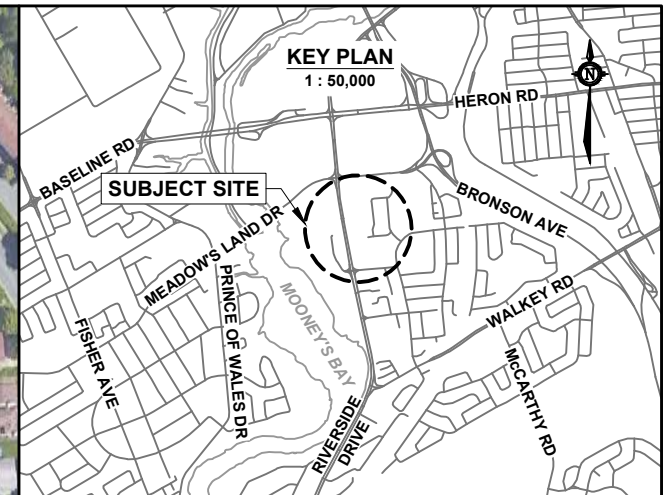 KEY PLAN
1 : 50,000
N
HERON RD
BASELINE RD
SUBJECT SITE
BRONSON AVE
MEADOW'S LAND DR
PRINCE OF WALES DR
MOONEY'S BAY
WALKEY RD
FISHER AVE
McCARTHY RD
RIVERSIDE
DRIVE